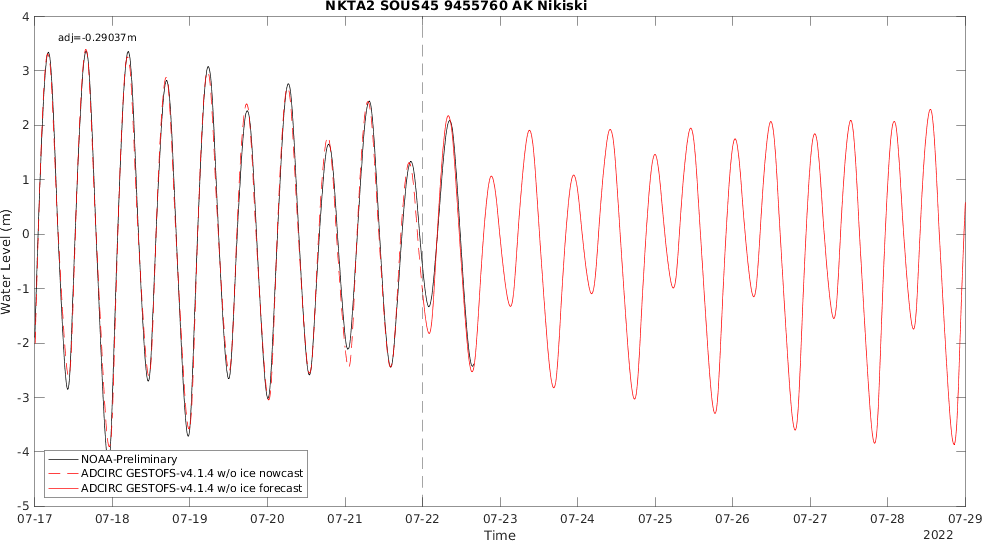 NKTA2 SOUS45 9455760 AK Nikiski
adj=-0.29037m
4
3
2
1
0
-1
-2
-3
-4
-5
Water Level (m)
NOAA-Preliminary
ADCIRC GESTOFS-v4.1.4 w/o ice nowcast
ADCIRC GESTOFS-v4.1.4 w/o ice forecast
07-17 07-18 07-19 07-20 07-21 07-22 07-23 07-24 07-25 07-26 07-27 07-28 07-29
Time
2022